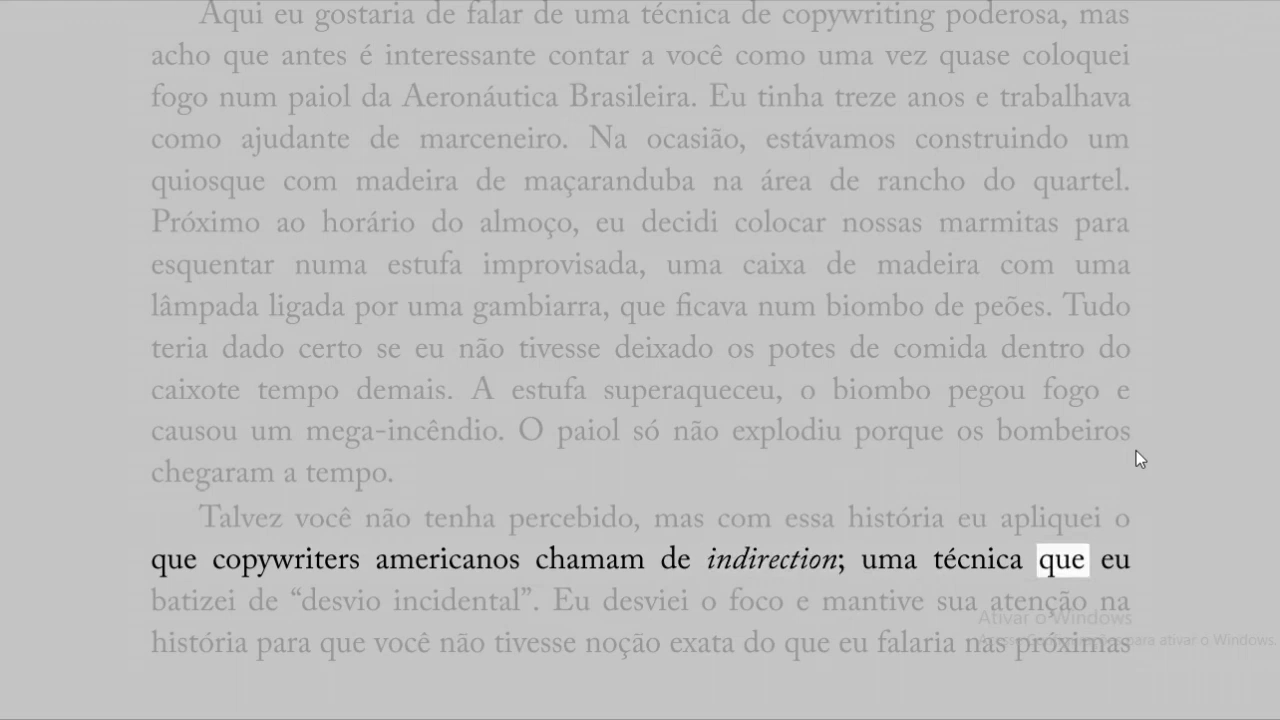 Aqui eu gostaria de falar de uma técnica de copywriting poderosa, mas
acho que antes é interessante contar a você como uma vez quase coloquei
fogo num paiol da Aeronáutica Brasileira. Eu tinha treze anos e trabalhava
como ajudante de marceneiro. Na ocasião, estávamos construindo um
quiosque com madeira de maçaranduba na área de rancho do quartel.
Próximo ao horário do almoço, eu decidi colocar nossas marmitas para
esquentar numa estufa improvisada, uma caixa de madeira com uma
lâmpada ligada por uma gambiarra, que ficava num biombo de peões. Tudo
teria dado certo se eu não tivesse deixado os potes de comida dentro do
caixote tempo demais. A estufa superaqueceu, o biombo pegou fogo e
causou um mega-incêndio. O paiol só não explodiu porque os bombeiros
chegaram a tempo.
Talvez você não tenha percebido, mas com essa história eu apliquei o
que copywriters americanos chamam de indirection; uma técnica que eu
batizei de “desvio incidental”. Eu desviei o foco e mantive sua atenção na
Ativar o Windows
história para que você não tivesse noção exata do que eu falaria nas próximas
para ativar o Windows.